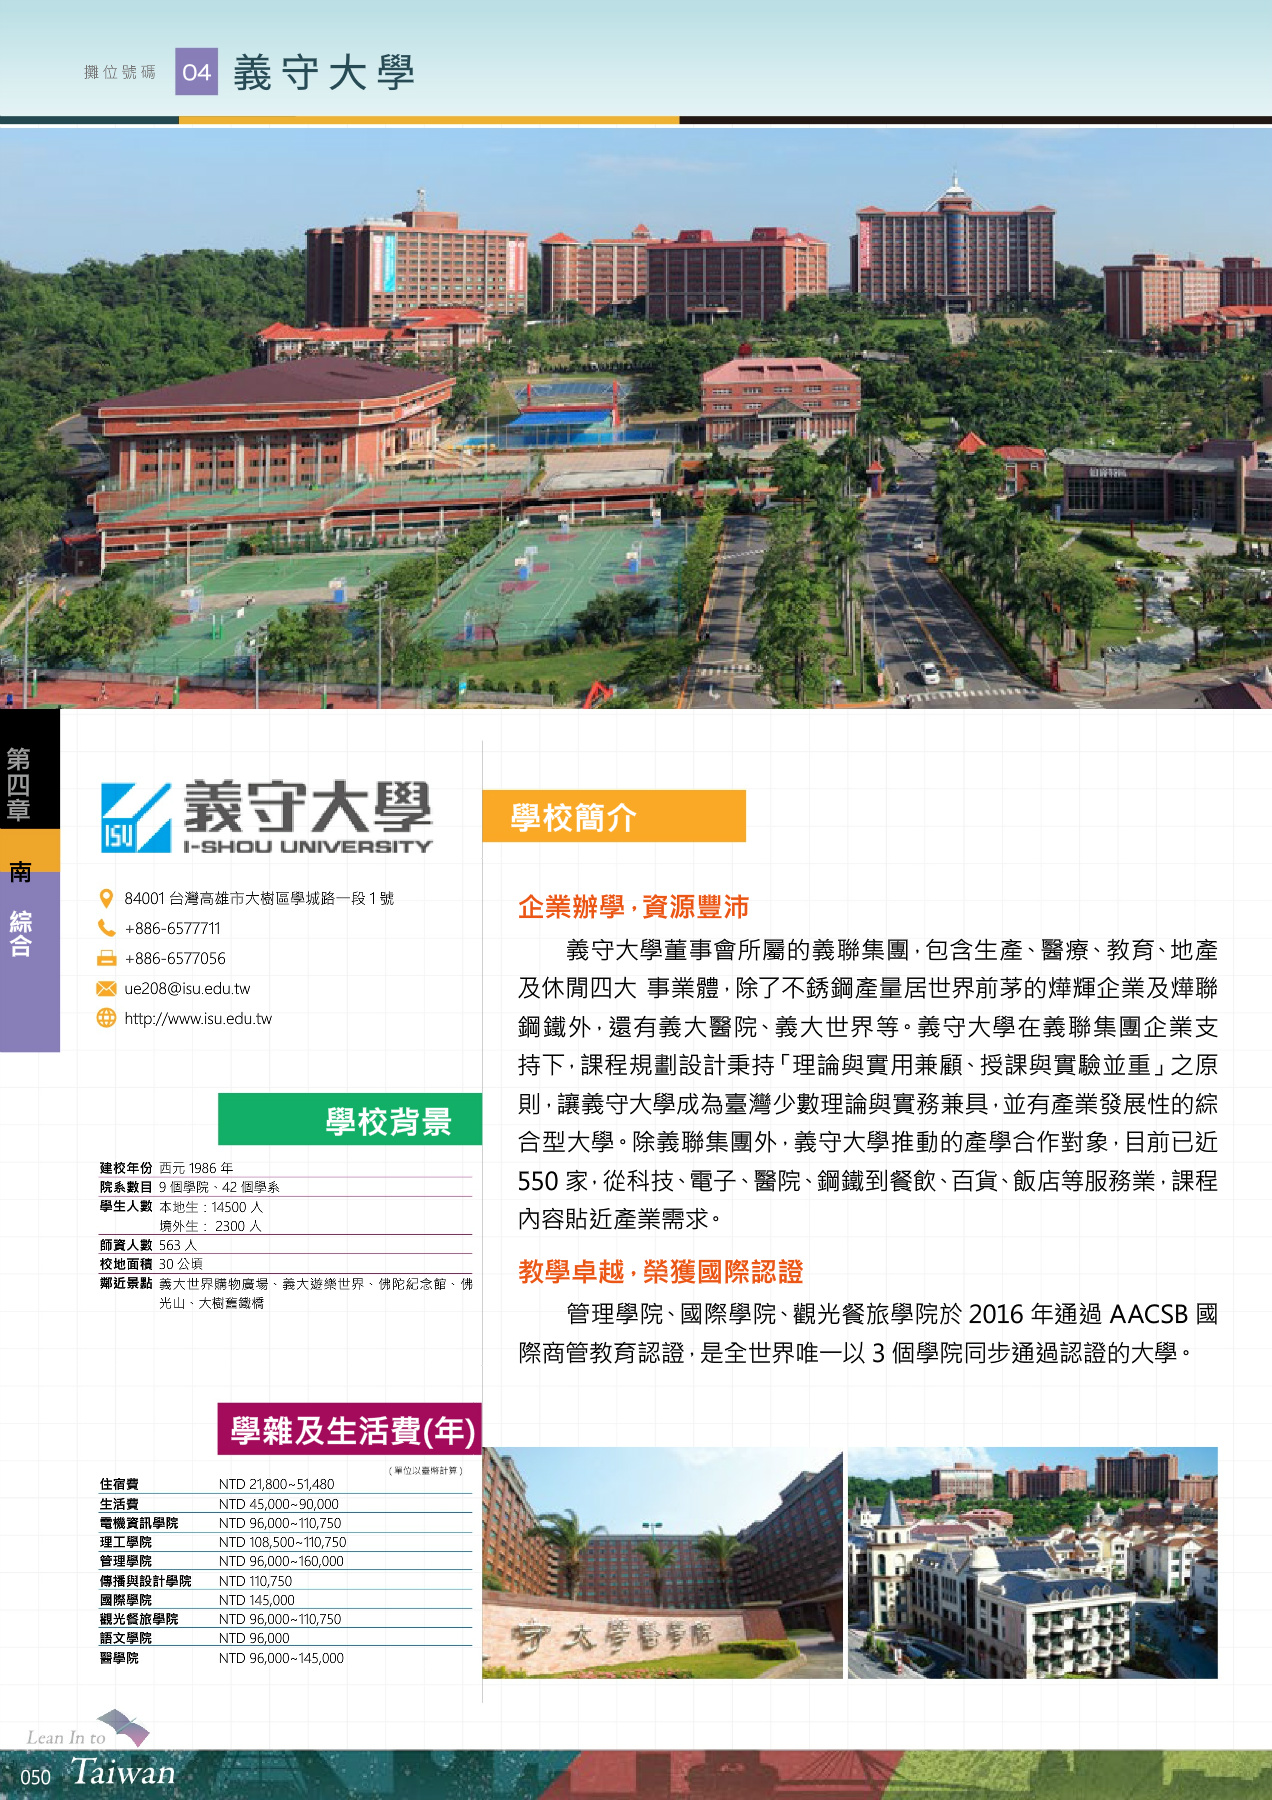 攤位號碼 04 義守大學
第四章
南
綜合
ISU 義守大學
I-SHOU UNIVERSITY
84001 台灣高雄市大樹區學城路一段 1 號
+886-6577711
+886-6577056
ue208@isu.edu.tw
http://www.isu.edu.tw
學校背景
建校年份 西元 1986 年
院系數目 9 個學院、42 個學系
學生人數 本地生：14500 人
境外生： 2300 人
師資人數 563 人
校地面積 30 公頃
鄰近景點 義大世界購物廣場、義大遊樂世界、佛陀紀念館、佛
光山、大樹舊鐵橋
學雜及生活費(年)
(單位以臺幣計算)
住宿費 NTD 21,800~51,480
生活費 NTD 45,000~90,000
電機資訊學院 NTD 96,000~110,750
理工學院 NTD 108,500~110,750
管理學院 NTD 96,000~160,000
傳播與設計學院 NTD 110,750
國際學院 NTD 145,000
觀光餐旅學院 NTD 96,000~110,750
語文學院 NTD 96,000
醫學院 NTD 96,000~145,000
學校簡介
企業辦學，資源豐沛
義守大學董事會所屬的義聯集團，包含生產、醫療、教育、地產
及休閒四大 事業體，除了不銹鋼產量居世界前茅的燁輝企業及燁聯
鋼鐵外，還有義大醫院、義大世界等。義守大學在義聯集團企業支
持下，課程規劃設計秉持「理論與實用兼顧、授課與實驗並重」之原
則，讓義守大學成為臺灣少數理論與實務兼具，並有產業發展性的綜
合型大學。除義聯集團外，義守大學推動的產學合作對象，目前已近
550 家，從科技、電子、醫院、鋼鐵到餐飲、百貨、飯店等服務業，課程
內容貼近產業需求。
教學卓越，榮獲國際認證
管理學院、國際學院、觀光餐旅學院於 2016 年通過 AACSB 國
際商管教育認證，是全世界唯一以 3 個學院同步通過認證的大學。
守大學醫學院
Lean In to
Taiwan
050